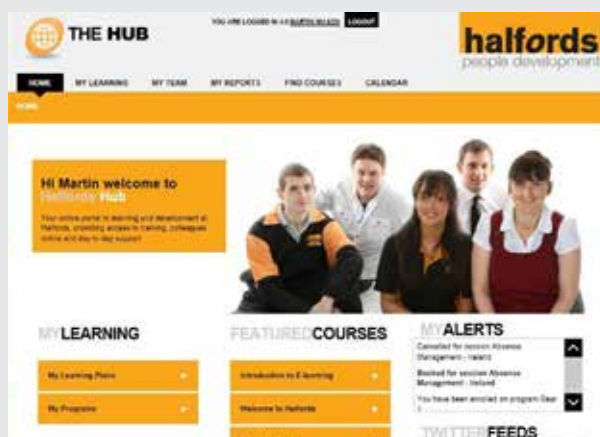 THE HUB
YOU ARE LOGGED IN AS LOGOUT
halfords
people development
HOME MY LEARNING MY TEAM MY REPORTS FIND COURSES CALENDAR
HOME
Hi Martin welcome to
Halfords Hub
Your online portal to learning and development at
Halfords, providing access to training, colleagues
online and day to day support
MYLEARNING
My Learning Plans
My Programs
FEATUREDCOURSES
Introduction to E-learning
Welcome to Halfords
MYALERTS
Cancelled for session Absence
Management - Ireland
Booked for session Absence
Management - Ireland
You have been enrolled on program Gear
TWITTERFEEDS